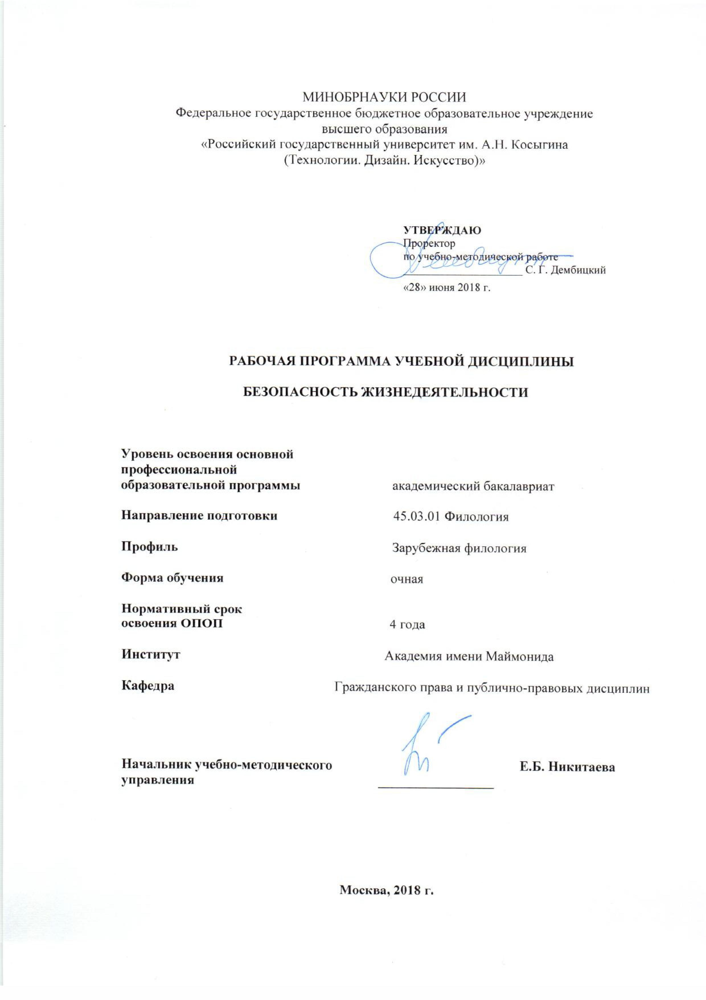 МИНОБРНАУКИ РОССИИ
Федеральное государственное бюджетное образовательное учреждение
высшего образования
«Российский государственный университет им. А.Н. Косыгина
(Технологии. Дизайн. Искусство)»
УТВЕРЖДАЮ
Проректор
по учебно-методической работе
С. Г. Дембицкий
«28» июня 2018 г.
РАБОЧАЯ ПРОГРАММА УЧЕБНОЙ ДИСЦИПЛИНЫ
БЕЗОПАСНОСТЬ ЖИЗНЕДЕЯТЕЛЬНОСТИ
Уровень освоения основной
профессиональной
образовательной программы академический бакалавриат
Направление подготовки 45.03.01 Филология
Профиль Зарубежная филология
Форма обучения очная
Нормативный срок
освоения ОПОП 4 года
Институт Академия имени Маймонида
Кафедра Гражданского права и публично-правовых дисциплин
Начальник учебно-методического Е.Б. Никитаева
управления
Москва, 2018 г.